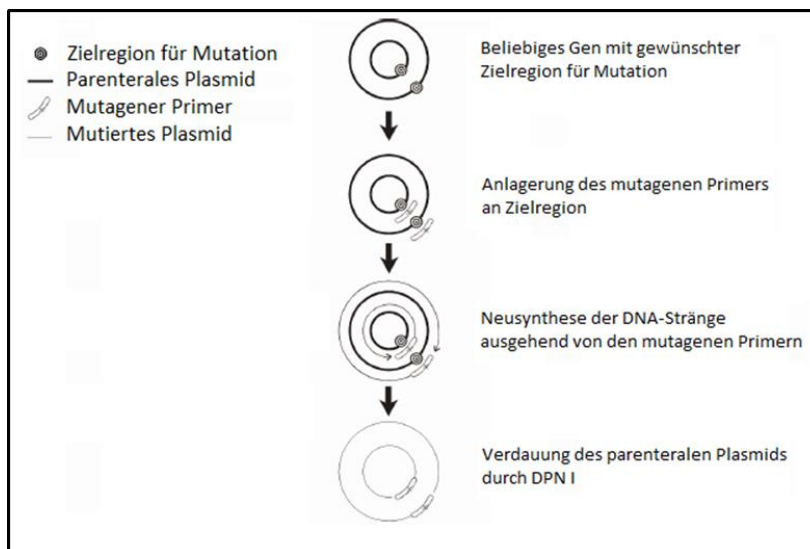 Zielregion für Mutation
Parenterales Plasmid
Mutagener Primer
Mutiertes Plasmid
Beliebiges Gen mit gewünschter
Zielregion für Mutation
Anlagerung des mutagenen Primers
an Zielregion
Neusynthese der DNA-Stränge
ausgehend von den mutagenen Primern
Verdauung des parenteralen Plasmids
durch DPN I